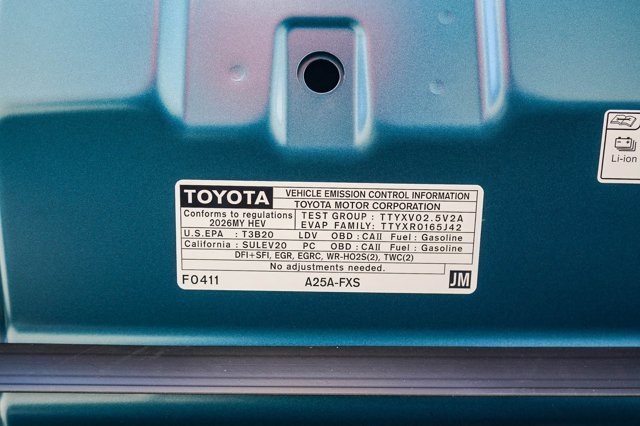 TOYOTA VEHICLE EMISSION CONTROL INFORMATION
TOYOTA MOTOR CORPORATION
Conforms to regulations
2026MY HEV
TEST GROUP : TTYXV02.5V2A
EVAP FAMILY: TTYXR0165J42
U.S.EPA : T3B20 LDV OBD : CAII Fuel : Gasoline
California : SULEV20 PC OBD : CAII Fuel : Gasoline
DFI+SFI, EGR, EGRC, WR-HO2S(2), TWC(2)
No adjustments needed.
F0411 A25A-FXS JM
Li-ion